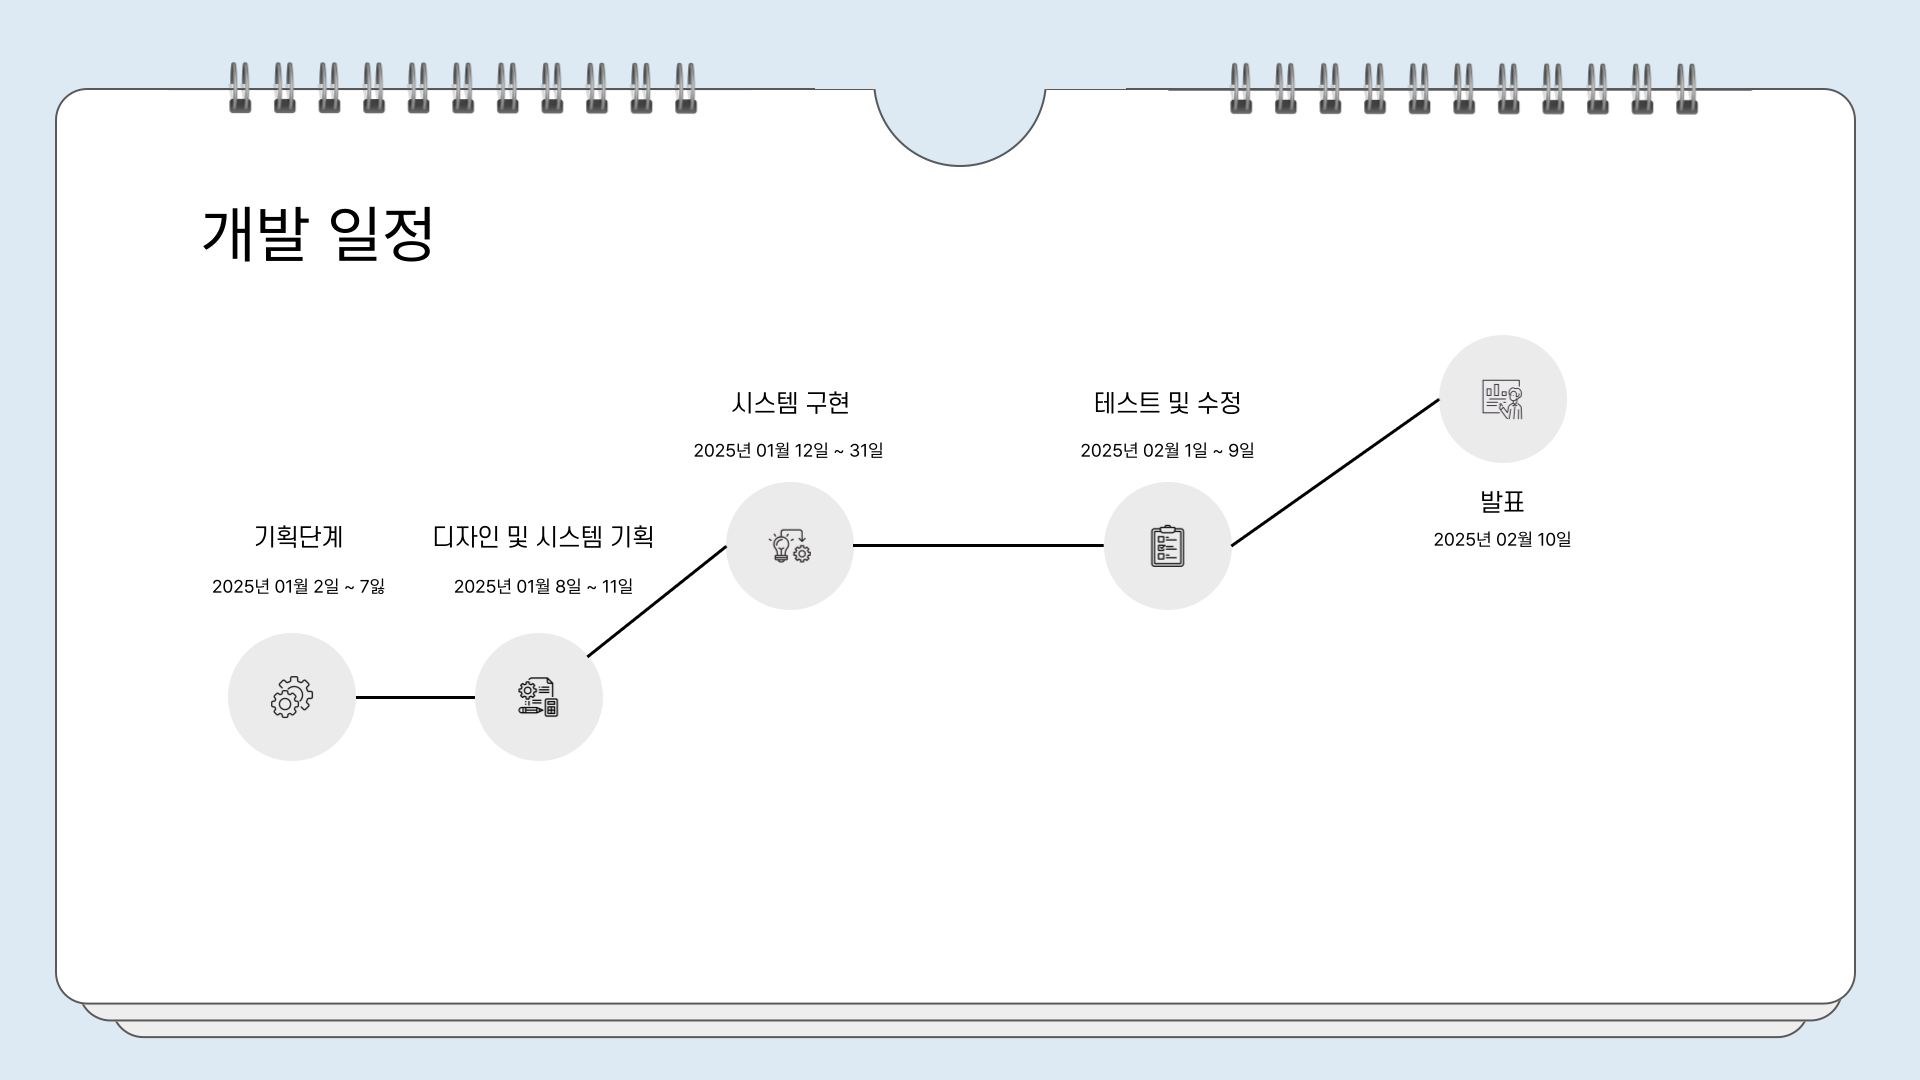 개발 일정
기획단계
2025년 01월 2일 ~ 7잃
디자인 및 시스템 기획
2025년 01월 8일 ~ 11일
시스템 구현
2025년 01월 12일 ~ 31일
테스트 및 수정
2025년 02월 1일 ~ 9일
발표
2025년 02월 10일